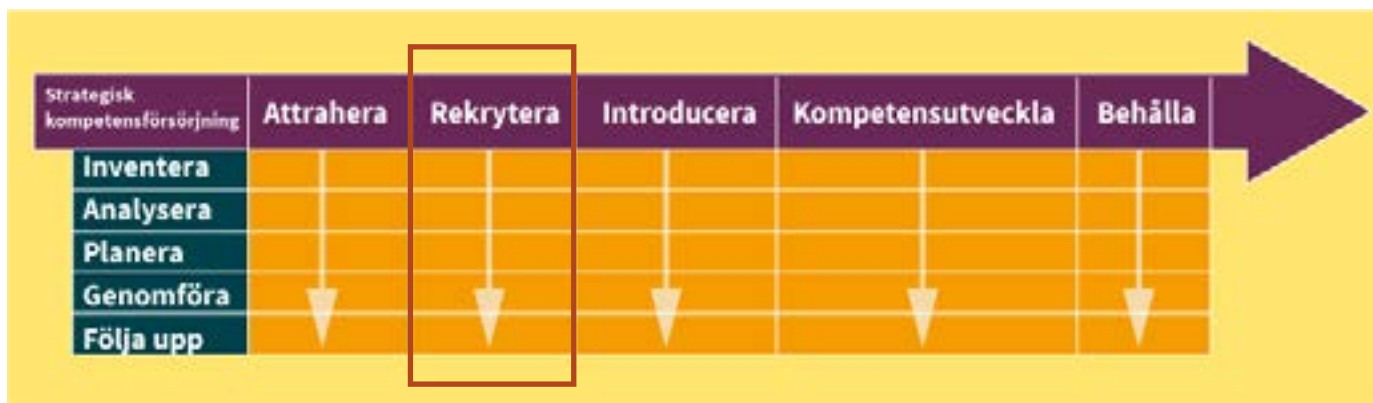 Strategisk
kompetensförsörjning
Attrahera Rekrytera Introducera Kompetensutveckla Behålla
Inventera
Analysera
Planera
Genomföra
Följa upp